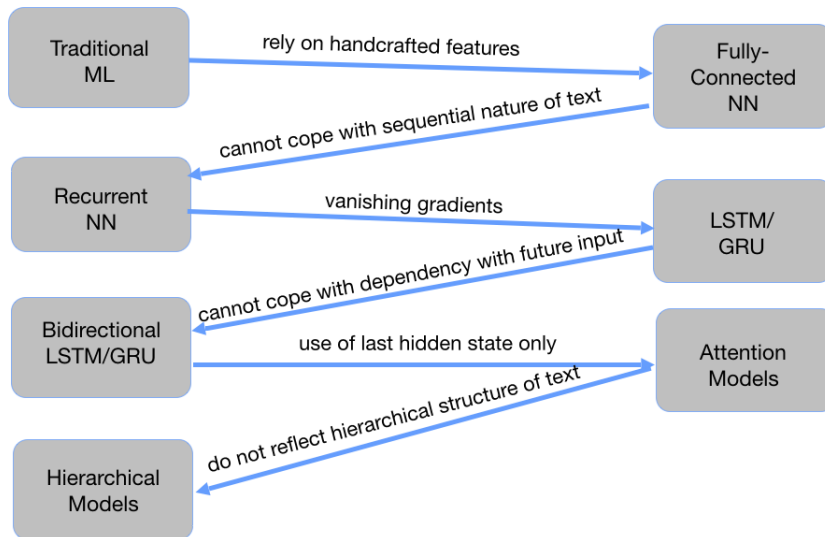 Traditional
ML
rely on handcrafted features
Fully-
Connected
NN
cannot cope with sequential nature of text
Recurrent
NN
vanishing gradients
LSTM/
GRU
cannot cope with dependency with future input
Bidirectional
LSTM/GRU
use of last hidden state only
Attention
Models
do not reflect hierarchical structure of text
Hierarchical
Models